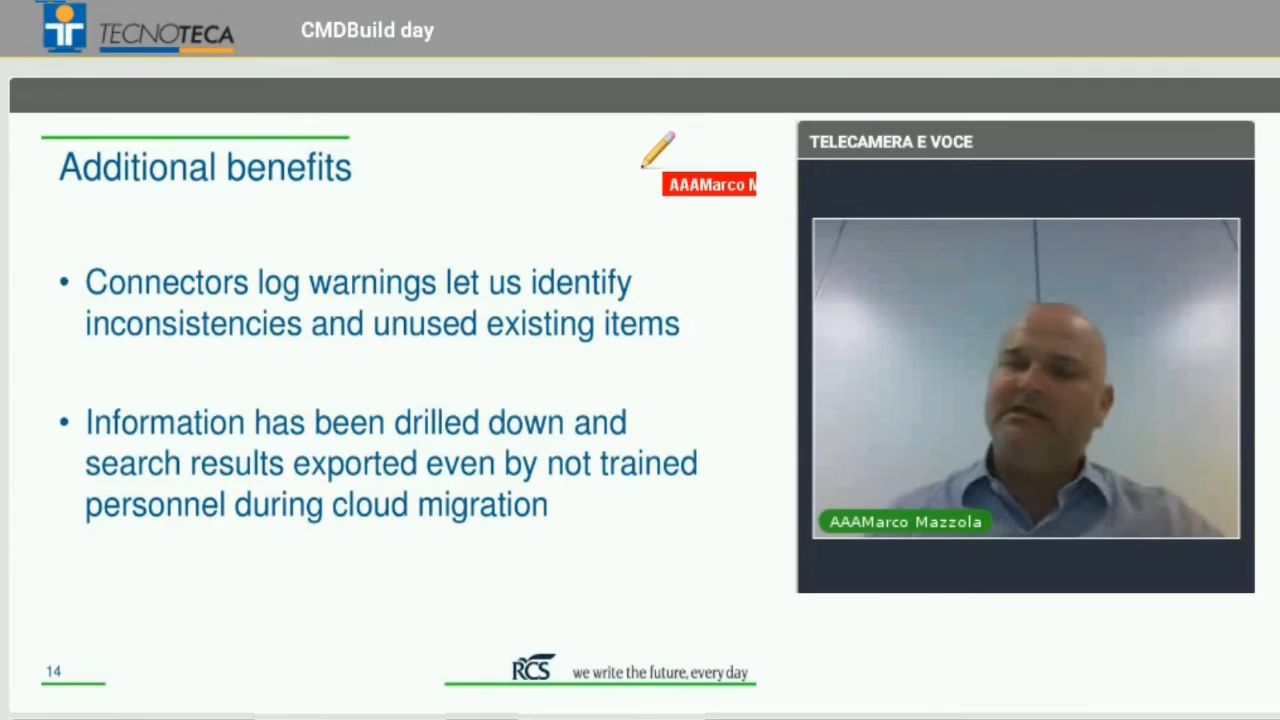 TECNOTECA
CMDBuild day
Additional benefits
AAAMarco M
TELECAMERA E VOCE
• Connectors log warnings let us identify
inconsistencies and unused existing items
• Information has been drilled down and
search results exported even by not trained
personnel during cloud migration
AAAMarco Mazzola
14
RCS we write the future, every day